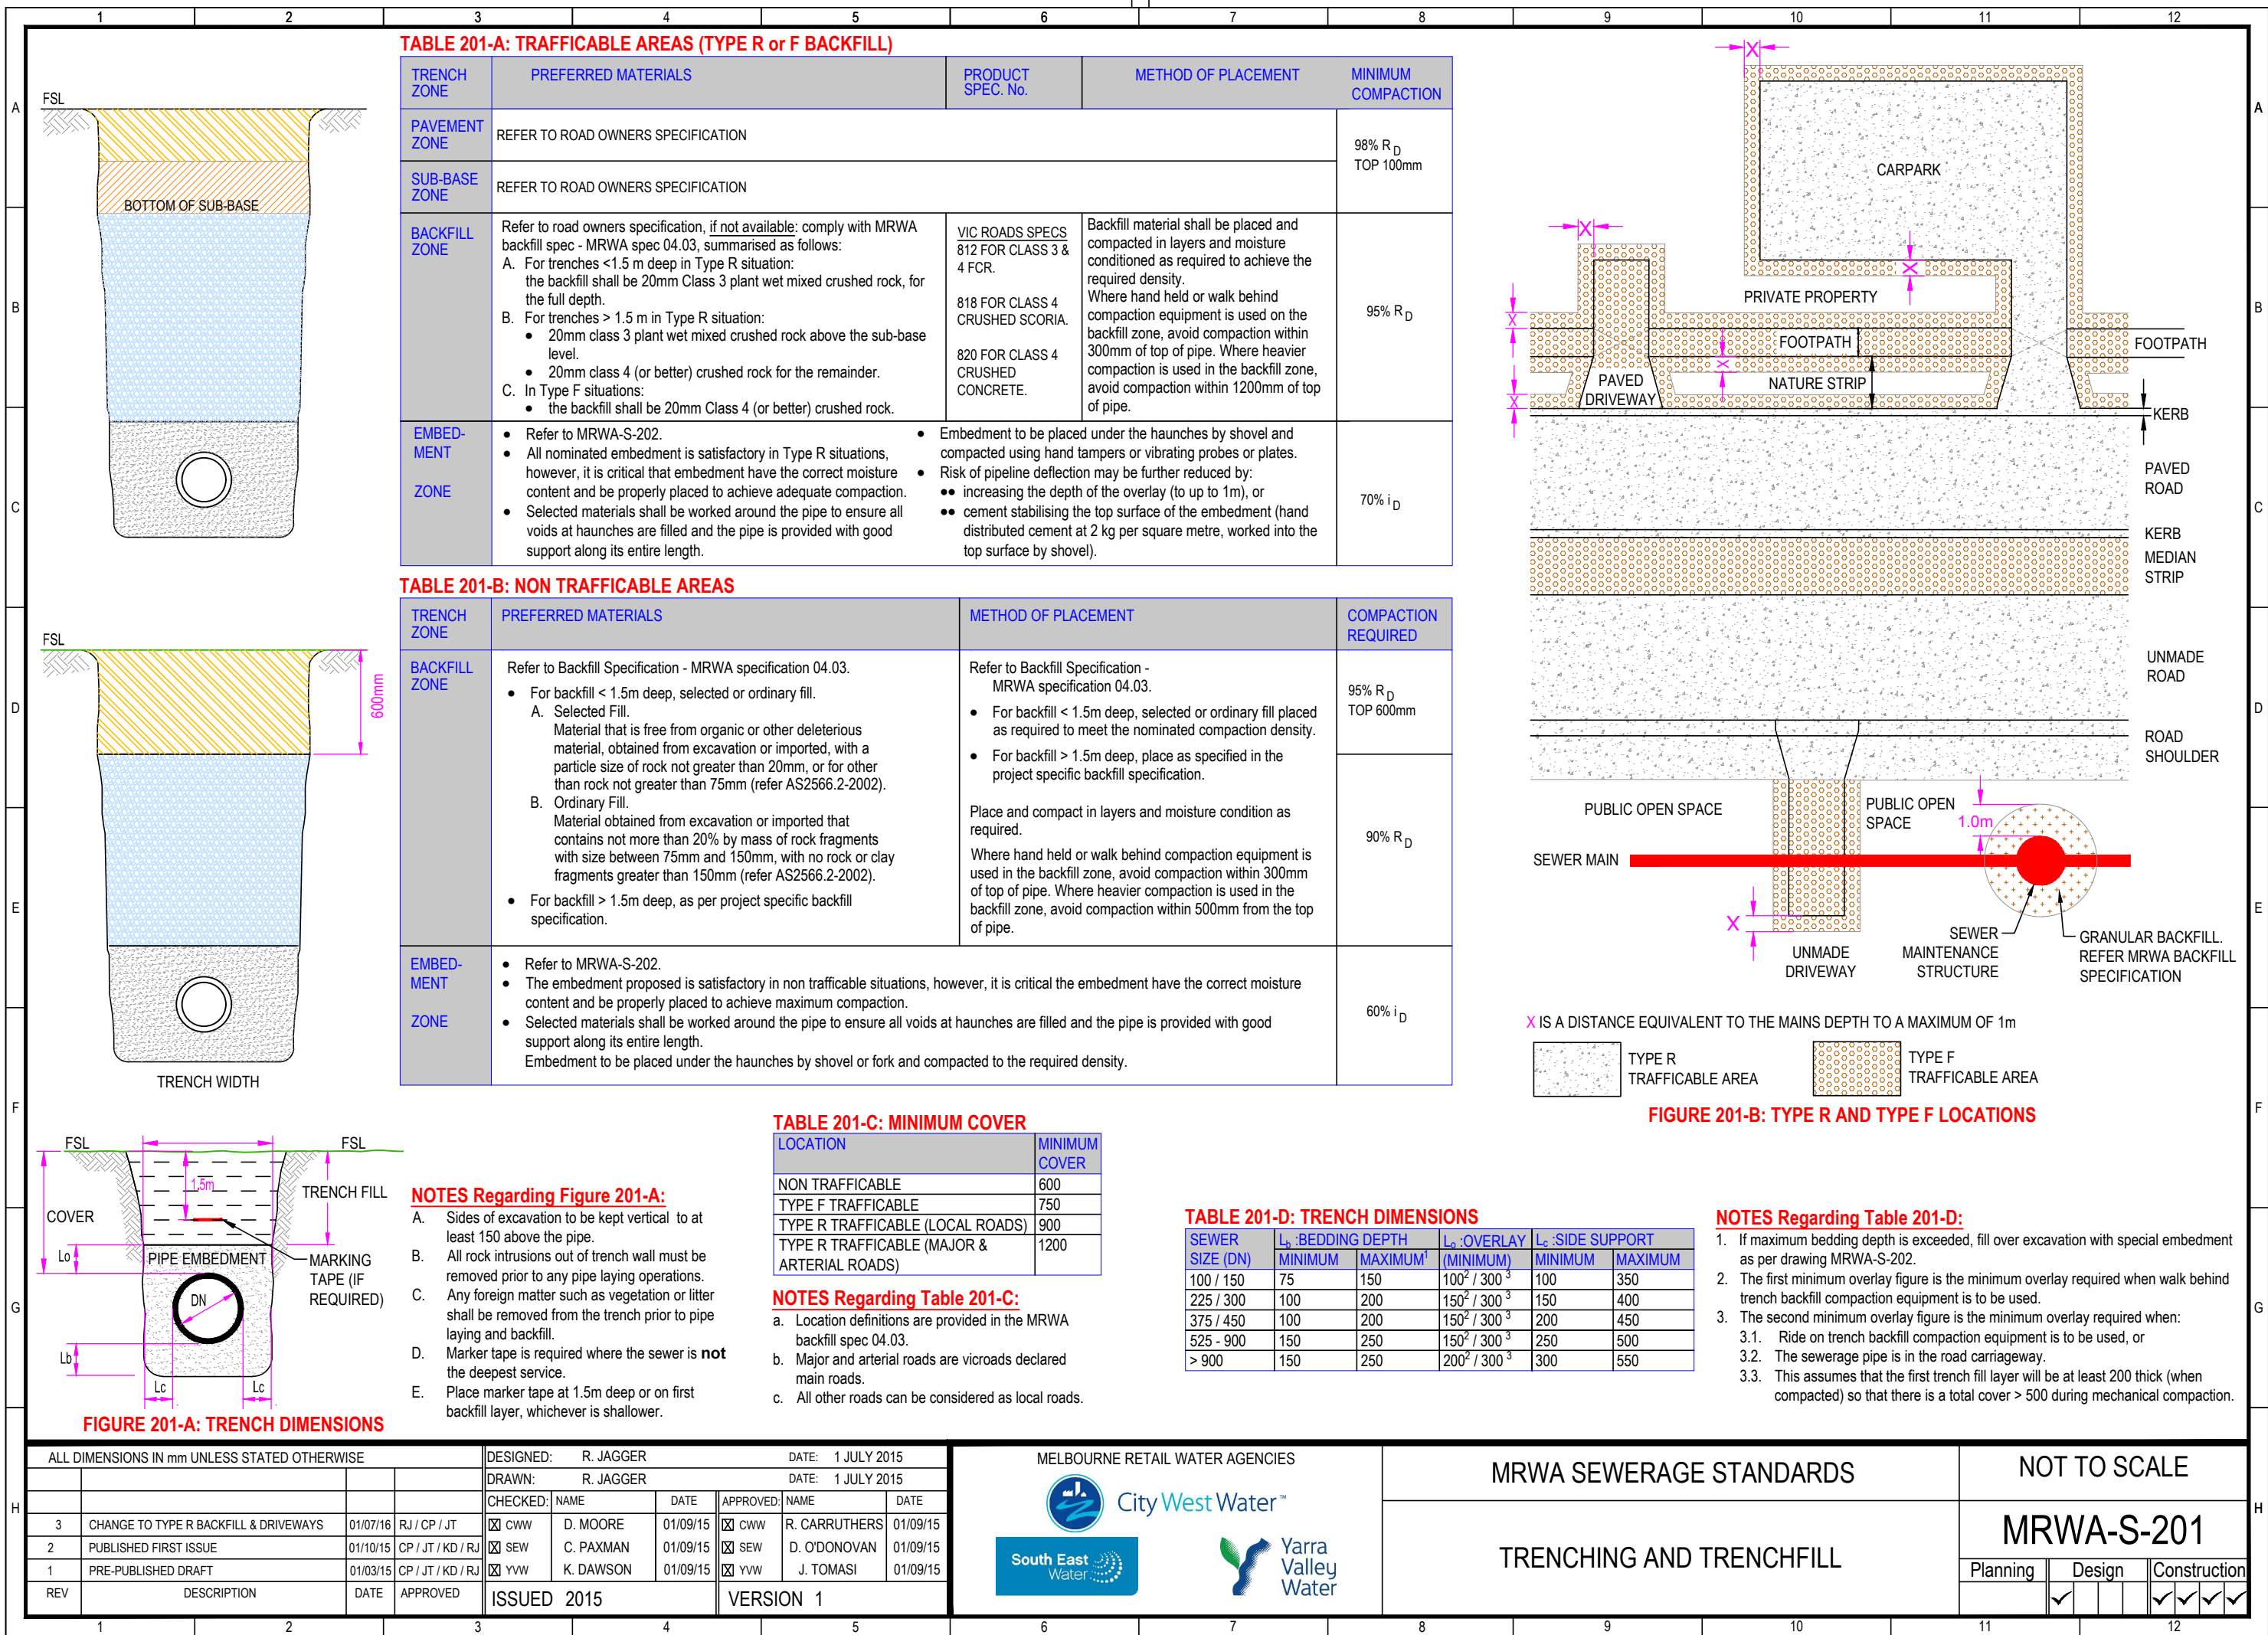 1 2 3 4 5 6 7 8 9 10 11 12
A
B
C
D
E
F
G
H
FSL
BOTTOM OF SUB-BASE
TABLE 201-A: TRAFFICABLE AREAS (TYPE R or F BACKFILL)
TRENCH ZONE
PREFERRED MATERIALS
PRODUCT SPEC. No.
METHOD OF PLACEMENT
MINIMUM COMPACTION
PAVEMENT ZONE
REFER TO ROAD OWNERS SPECIFICATION
98% RD
TOP 100mm
SUB-BASE ZONE
REFER TO ROAD OWNERS SPECIFICATION
BACKFILL ZONE
Refer to road owners specification, if not available: comply with MRWA
backfill spec - MRWA spec 04.03, summarised as follows:
A. For trenches <1.5 m deep in Type R situation:
the backfill shall be 20mm Class 3 plant wet mixed crushed rock, for
the full depth.
B. For trenches > 1.5 m in Type R situation:
• 20mm class 3 plant wet mixed crushed rock above the sub-base
level.
• 20mm class 4 (or better) crushed rock for the remainder.
C. In Type F situations:
• the backfill shall be 20mm Class 4 (or better) crushed rock.
VIC ROADS SPECS
812 FOR CLASS 3 &
4 FCR.
818 FOR CLASS 4
CRUSHED SCORIA.
820 FOR CLASS 4
CRUSHED
CONCRETE.
Backfill material shall be placed and
compacted in layers and moisture
conditioned as required to achieve the
required density.
Where hand held or walk behind
compaction equipment is used on the
backfill zone, avoid compaction within
300mm of top of pipe. Where heavier
compaction is used in the backfill zone,
avoid compaction within 1200mm of top
of pipe.
95% RD
EMBED-
MENT
ZONE
• Refer to MRWA-S-202.
• All nominated embedment is satisfactory in Type R situations,
however, it is critical that embedment have the correct moisture
content and be properly placed to achieve adequate compaction.
• Selected materials shall be worked around the pipe to ensure all
voids at haunches are filled and the pipe is provided with good
support along its entire length.
• Embedment to be placed under the haunches by shovel and
compacted using hand tampers or vibrating probes or plates.
• Risk of pipeline deflection may be further reduced by:
•• increasing the depth of the overlay (to up to 1m), or
•• cement stabilising the top surface of the embedment (hand
distributed cement at 2 kg per square metre, worked into the
top surface by shovel).
70% iD
TABLE 201-B: NON TRAFFICABLE AREAS
TRENCH ZONE
PREFERRED MATERIALS
METHOD OF PLACEMENT
COMPACTION REQUIRED
BACKFILL ZONE
Refer to Backfill Specification - MRWA specification 04.03.
• For backfill < 1.5m deep, selected or ordinary fill.
A. Selected Fill.
Material that is free from organic or other deleterious
material, obtained from excavation or imported, with a
particle size of rock not greater than 20mm, or for other
than rock not greater than 75mm (refer AS2566.2-2002).
B. Ordinary Fill.
Material obtained from excavation or imported that
contains not more than 20% by mass of rock fragments
with size between 75mm and 150mm, with no rock or clay
fragments greater than 150mm (refer AS2566.2-2002).
• For backfill > 1.5m deep, as per project specific backfill
specification.
Refer to Backfill Specification -
MRWA specification 04.03.
• For backfill < 1.5m deep, selected or ordinary fill placed
as required to meet the nominated compaction density.
• For backfill > 1.5m deep, place as specified in the
project specific backfill specification.
Place and compact in layers and moisture condition as
required.
Where hand held or walk behind compaction equipment is
used in the backfill zone, avoid compaction within 300mm
of top of pipe. Where heavier compaction is used in the
backfill zone, avoid compaction within 500mm from the top
of pipe.
95% RD
TOP 600mm
90% RD
EMBED-
MENT
ZONE
• Refer to MRWA-S-202.
• The embedment proposed is satisfactory in non trafficable situations, however, it is critical the embedment have the correct moisture
content and be properly placed to achieve maximum compaction.
• Selected materials shall be worked around the pipe to ensure all voids at haunches are filled and the pipe is provided with good
support along its entire length.
Embedment to be placed under the haunches by shovel or fork and compacted to the required density.
60% iD
FSL
600mm
TRENCH WIDTH
FSL
FSL
1.5m
TRENCH FILL
COVER
Lo
PIPE EMBEDMENT
MARKING
TAPE (IF
REQUIRED)
DN
Lb
Lc
Lc
FIGURE 201-A: TRENCH DIMENSIONS
NOTES Regarding Figure 201-A:
A. Sides of excavation to be kept vertical to at
least 150 above the pipe.
B. All rock intrusions out of trench wall must be
removed prior to any pipe laying operations.
C. Any foreign matter such as vegetation or litter
shall be removed from the trench prior to pipe
laying and backfill.
D. Marker tape is required where the sewer is not
the deepest service.
E. Place marker tape at 1.5m deep or on first
backfill layer, whichever is shallower.
TABLE 201-C: MINIMUM COVER
LOCATION
MINIMUM COVER
NON TRAFFICABLE 600
TYPE F TRAFFICABLE 750
TYPE R TRAFFICABLE (LOCAL ROADS) 900
TYPE R TRAFFICABLE (MAJOR & 1200
ARTERIAL ROADS)
NOTES Regarding Table 201-C:
a. Location definitions are provided in the MRWA
backfill spec 04.03.
b. Major and arterial roads are vicroads declared
main roads.
c. All other roads can be considered as local roads.
TABLE 201-D: TRENCH DIMENSIONS
SEWER SIZE (DN)
Lb :BEDDING DEPTH
Lo :OVERLAY (MINIMUM)
Lc :SIDE SUPPORT
MINIMUM MAXIMUM¹ MINIMUM MAXIMUM
100 / 150 75 150 100² / 300 ³ 100 350
225 / 300 100 200 150² / 300 ³ 150 400
375 / 450 100 200 150² / 300 ³ 200 450
525 - 900 150 250 150² / 300 ³ 250 500
> 900 150 250 200² / 300 ³ 300 550
NOTES Regarding Table 201-D:
1. If maximum bedding depth is exceeded, fill over excavation with special embedment
as per drawing MRWA-S-202.
2. The first minimum overlay figure is the minimum overlay required when walk behind
trench backfill compaction equipment is to be used.
3. The second minimum overlay figure is the minimum overlay required when:
3.1. Ride on trench backfill compaction equipment is to be used, or
3.2. The sewerage pipe is in the road carriageway.
3.3. This assumes that the first trench fill layer will be at least 200 thick (when
compacted) so that there is a total cover > 500 during mechanical compaction.
X
CARPARK
X
X
PRIVATE PROPERTY
X
FOOTPATH
FOOTPATH
X
PAVED
DRIVEWAY
NATURE STRIP
X
KERB
PAVED
ROAD
KERB
MEDIAN
STRIP
UNMADE
ROAD
ROAD
SHOULDER
PUBLIC OPEN SPACE
PUBLIC OPEN
SPACE
1.0m
SEWER MAIN
X
UNMADE
DRIVEWAY
SEWER
MAINTENANCE
STRUCTURE
GRANULAR BACKFILL.
REFER MRWA BACKFILL
SPECIFICATION
X IS A DISTANCE EQUIVALENT TO THE MAINS DEPTH TO A MAXIMUM OF 1m
TYPE R
TRAFFICABLE AREA
TYPE F
TRAFFICABLE AREA
FIGURE 201-B: TYPE R AND TYPE F LOCATIONS
ALL DIMENSIONS IN mm UNLESS STATED OTHERWISE
3 CHANGE TO TYPE R BACKFILL & DRIVEWAYS 01/07/16 RJ / CP / JT
2 PUBLISHED FIRST ISSUE 01/10/15 CP / JT / KD / RJ
1 PRE-PUBLISHED DRAFT 01/03/15 CP / JT / KD / RJ
REV DESCRIPTION DATE APPROVED
DESIGNED: R. JAGGER DATE: 1 JULY 2015
DRAWN: R. JAGGER DATE: 1 JULY 2015
CHECKED: NAME DATE APPROVED: NAME DATE
CWW D. MOORE 01/09/15 CWW R. CARRUTHERS 01/09/15
SEW C. PAXMAN 01/09/15 SEW D. O'DONOVAN 01/09/15
YVW K. DAWSON 01/09/15 YVW J. TOMASI 01/09/15
ISSUED 2015 VERSION 1
MELBOURNE RETAIL WATER AGENCIES
City West Water™
South East
Water
Yarra
Valley
Water
MRWA SEWERAGE STANDARDS
TRENCHING AND TRENCHFILL
NOT TO SCALE
MRWA-S-201
Planning Design Construction
1 2 3 4 5 6 7 8 9 10 11 12
A
B
C
D
E
F
G
H